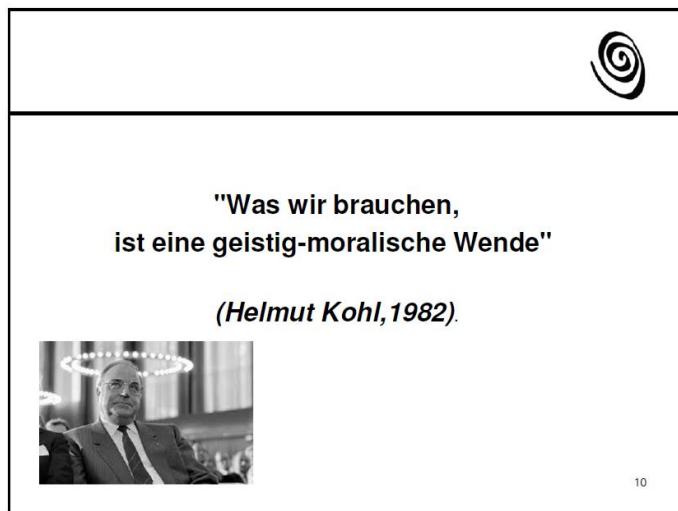 "Was wir brauchen,
ist eine geistig-moralische Wende"
(Helmut Kohl,1982).
10